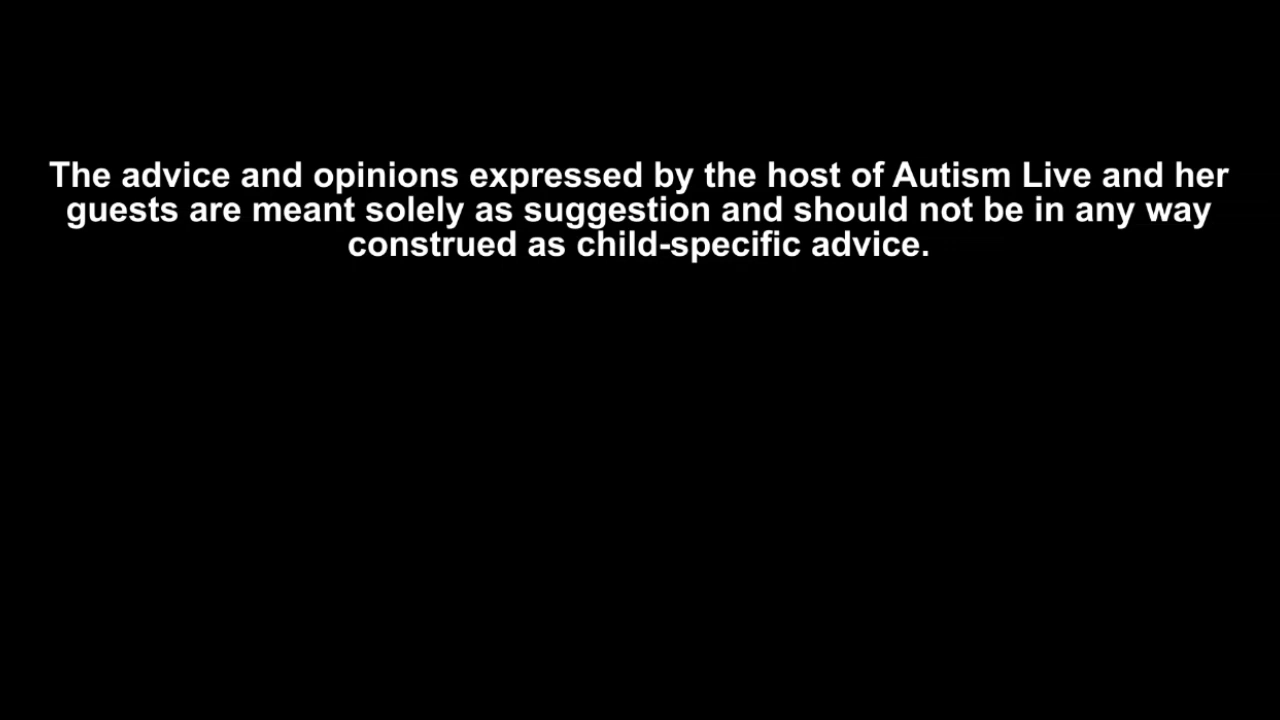 The advice and opinions expressed by the host of Autism Live and her
guests are meant solely as suggestion and should not be in any way
construed as child-specific advice.